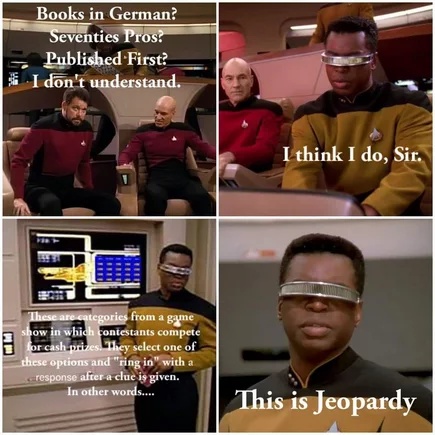 Books in German?
Seventies Pros?
Published First?
I don't understand.
I think I do, Sir.
These are categories from a game
show in which contestants compete
for cash prizes. They select one of
these options and "ring in" with a
response after a clue is given.
In other words....
This is Jeopardy